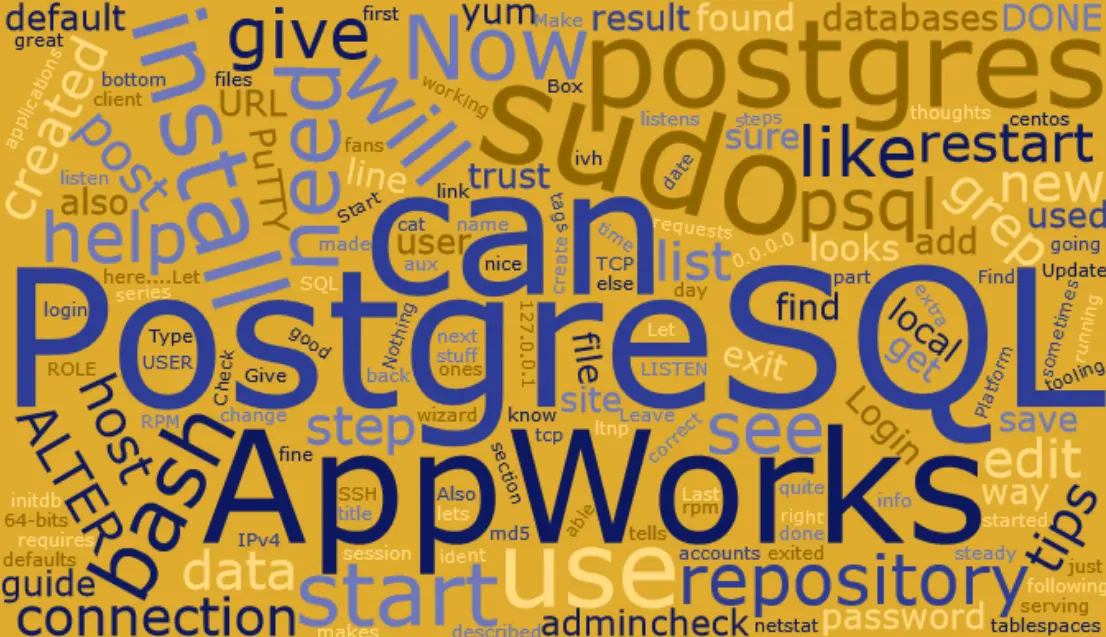 default
great
first
yum
Make
result
found
databases
DONE
applications
created
install
give
Now
postgres
bottom
files
client
URL
need
will
working
Box
sudo
listens
steps
thoughts
centos
sure
like
restart
post
PuTTY
fans
line
link
trust
ivh
date
psql
grep
new
listen
also
help
Start
cat
name
can
tags
requests
used
made
user
aux
nice
create
time
TCP
else
list
0.0.0.0
looks
add
going
here....Let
series
SQL
day
part
Find
Update
PostgreSQL
login
Type
USER
good
Nothing
next
stuff
ones
127.0.0.1
file
Let
find
local
extra
get
sometimes
running
tooling
ROLE
Check
Give
back
LISTEN
exit
Platform
host
RPM
change
step
wizard
know
tcp
site
Leave
ltnp
correct
see
Login
save
ALTER
bash
fine
AppWorks
section
edit
way
tips
initdb
64-bits
requires
defaults
SSH
title
Also
lets
md5
able
Last
rpm
tells
quite
right
done
info
started
IPv4
session
ident
accounts
exited
steady
just
guide
data
start
use
repository
following
serving
connection
makes
described
admin
check
netstat
password
tablespaces